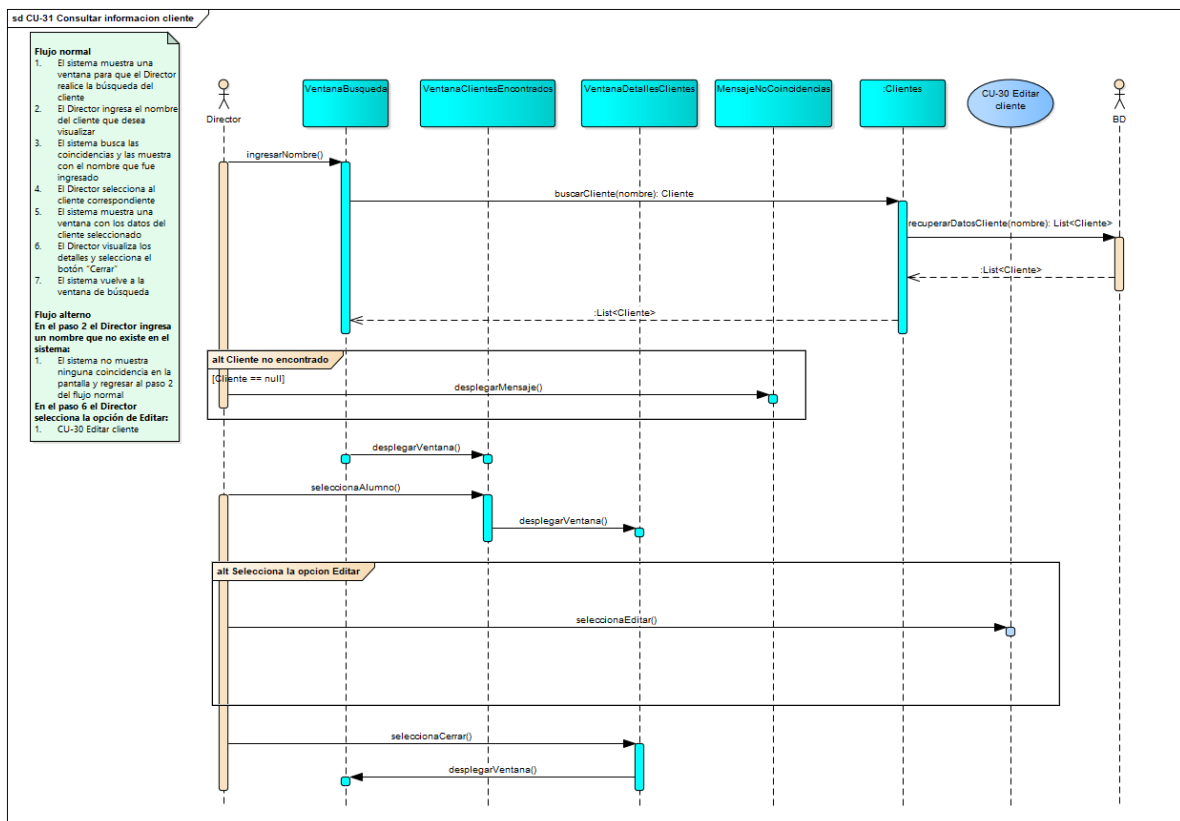 sd CU-31 Consultar informacion cliente
Flujo normal
1. El sistema muestra una
ventana para que el Director
realice la búsqueda del
cliente
2. El Director ingresa el nombre
del cliente que desea
visualizar
3. El sistema busca las
coincidencias y las muestra
con el nombre que fue
ingresado
4. El Director selecciona al
cliente correspondiente
5. El sistema muestra una
ventana con los datos del
cliente seleccionado
6. El Director visualiza los
detalles y selecciona el
botón "Cerrar"
7. El sistema vuelve a la
ventana de búsqueda
Flujo alterno
En el paso 2 el Director ingresa
un nombre que no existe en el
sistema:
1. El sistema no muestra
ninguna coincidencia en la
pantalla y regresar al paso 2
del flujo normal
En el paso 6 el Director
selecciona la opción de Editar:
1. CU-30 Editar cliente
Director
VentanaBusqueda
VentanaClientesEncontrados
VentanaDetallesClientes
MensajeNoCoincidencias
:Clientes
CU-30 Editar
cliente
BD
ingresarNombre()
buscarCliente(nombre): Cliente
recuperarDatosCliente(nombre): List<Cliente>
:List<Cliente>
:List<Cliente>
alt Cliente no encontrado
[Cliente == null]
desplegarMensaje()
desplegarVentana()
seleccionaAlumno()
desplegarVentana()
alt Selecciona la opcion Editar
seleccionaEditar()
seleccionaCerrar()
desplegarVentana()